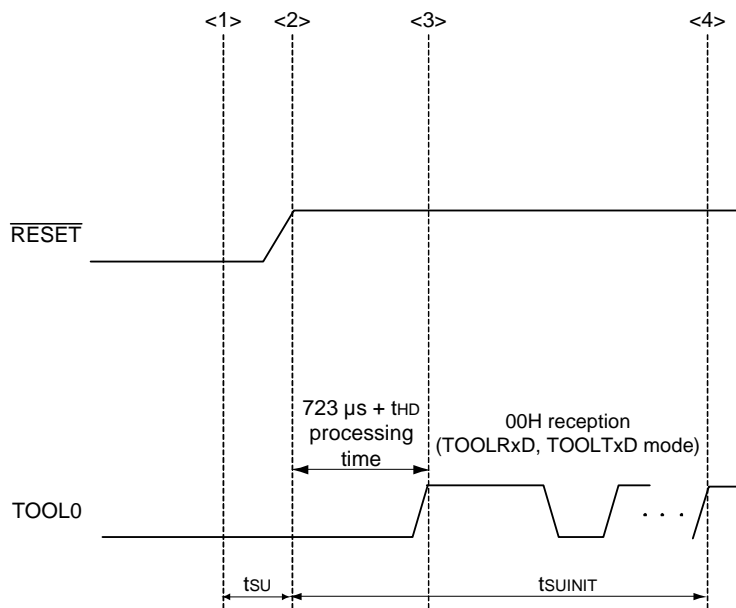 <1> <2> <3> <4>
RESET
723 μs + tHD
processing
time
00H reception
(TOOLRxD, TOOLTxD mode)
TOOL0
. . .
tSU
tSUINIT